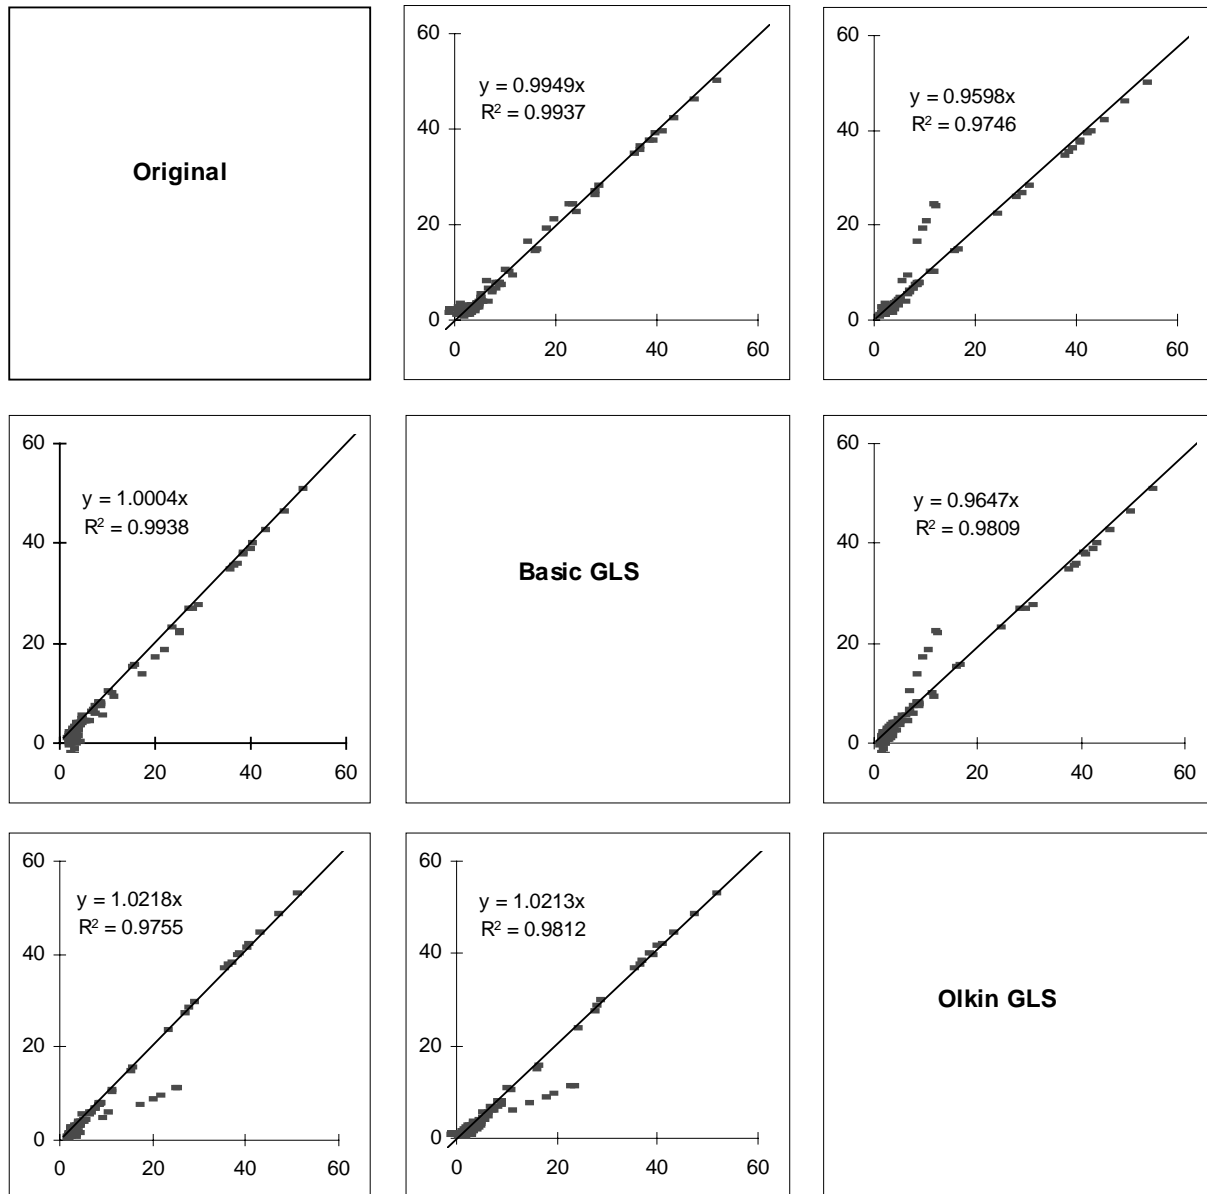 Original
60
40
20
0
0 20 40 60
y = 0.9949x
R² = 0.9937
60
40
20
0
0 20 40 60
y = 0.9598x
R² = 0.9746
60
40
20
0
0 20 40 60
y = 1.0004x
R² = 0.9938
Basic GLS
60
40
20
0
0 20 40 60
y = 0.9647x
R² = 0.9809
60
40
20
0
0 20 40 60
y = 1.0218x
R² = 0.9755
60
40
20
0
0 20 40 60
y = 1.0213x
R² = 0.9812
Olkin GLS